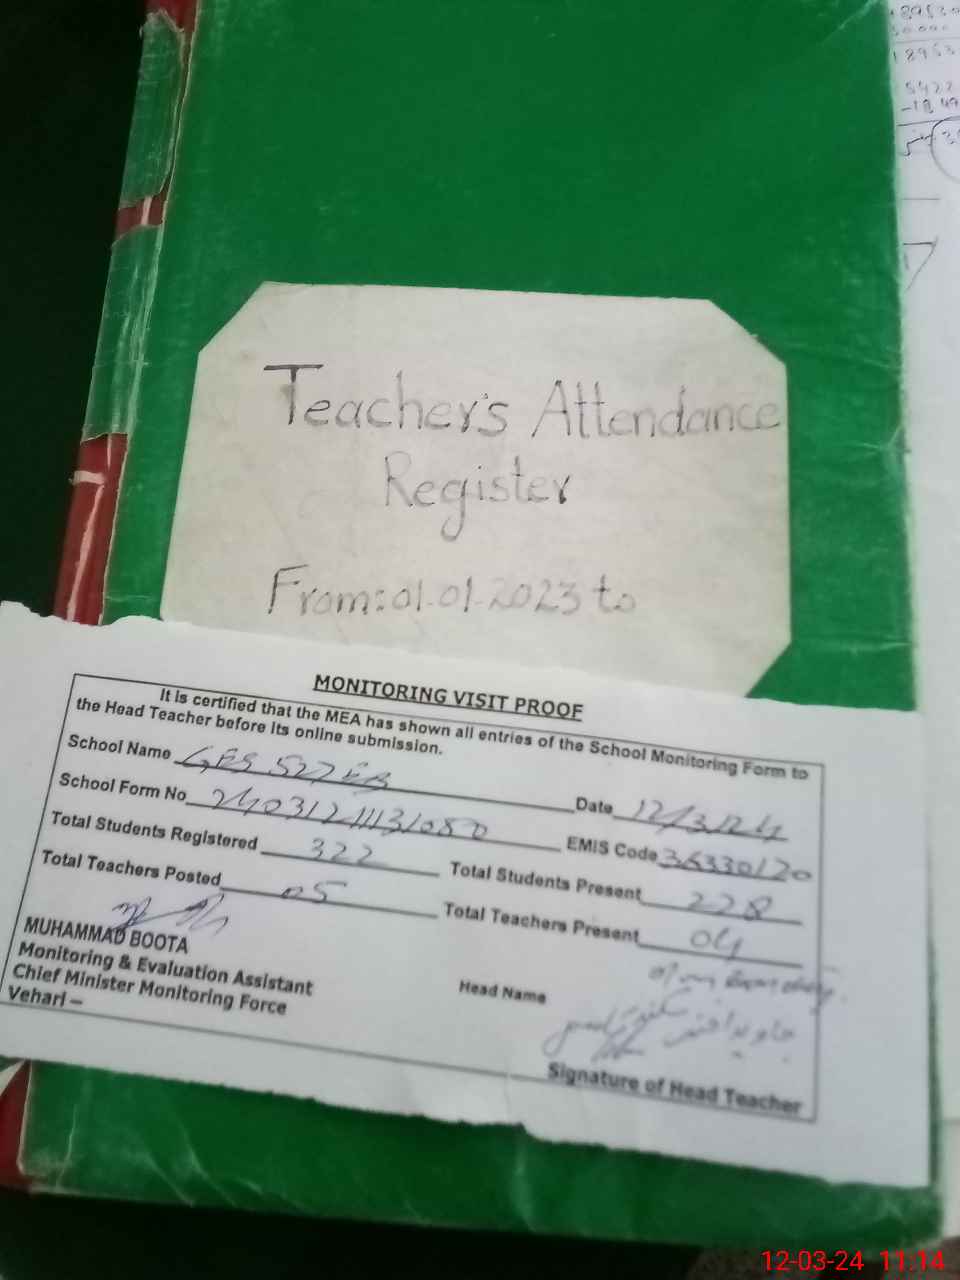 Teacher's Attendance
Register
From: 01.01.2023 to
MONITORING VISIT PROOF
It is certified that the MEA has shown all entries of the School Monitoring Form to
the Head Teacher before its online submission.
School Name GES 527 EB
Date 12/3/24
School Form No
EMIS Code 36330120
Total Students Registered 322
Total Students Present 228
Total Teachers Posted 05
Total Teachers Present 04
MUHAMMAD BOOTA
Monitoring & Evaluation Assistant
Chief Minister Monitoring Force
Vehari –
Head Name
Signature of Head Teacher
12-03-24 11:14